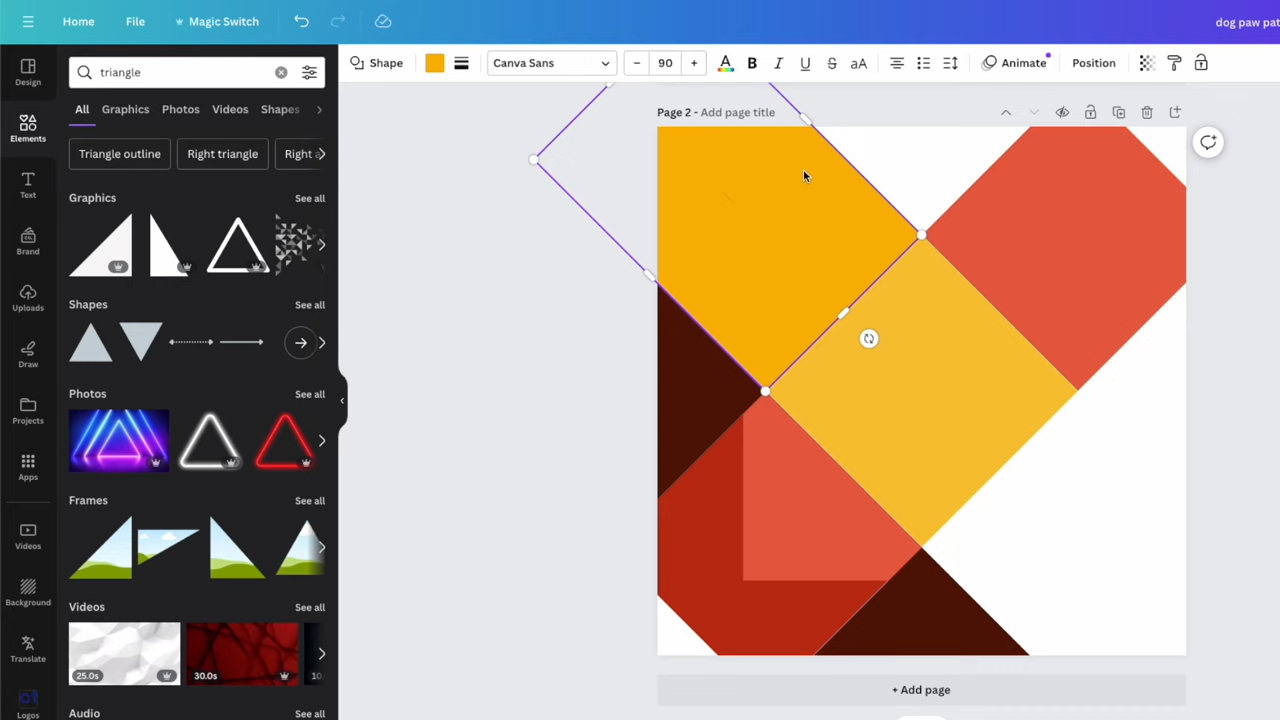 Home File Magic Switch dog paw pat
Design Elements Text Brand Uploads Draw Projects Apps Videos Background Translate Logos
triangle
All Graphics Photos Videos Shapes
Triangle outline Right triangle Right
Graphics See all
Shapes See all
Photos See all
Frames See all
Videos See all
25.0s 30.0s 10
Audio See all
Shape Canva Sans 90 A B I U S aA Animate Position
Page 2 - Add page title
+ Add page